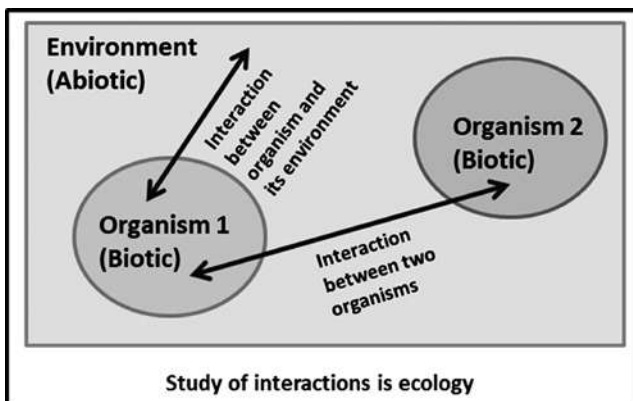 Environment
(Abiotic)
Interaction
between
organism and
its environment
Organism 2
(Biotic)
Organism 1
(Biotic)
Interaction
between two
organisms
Study of interactions is ecology